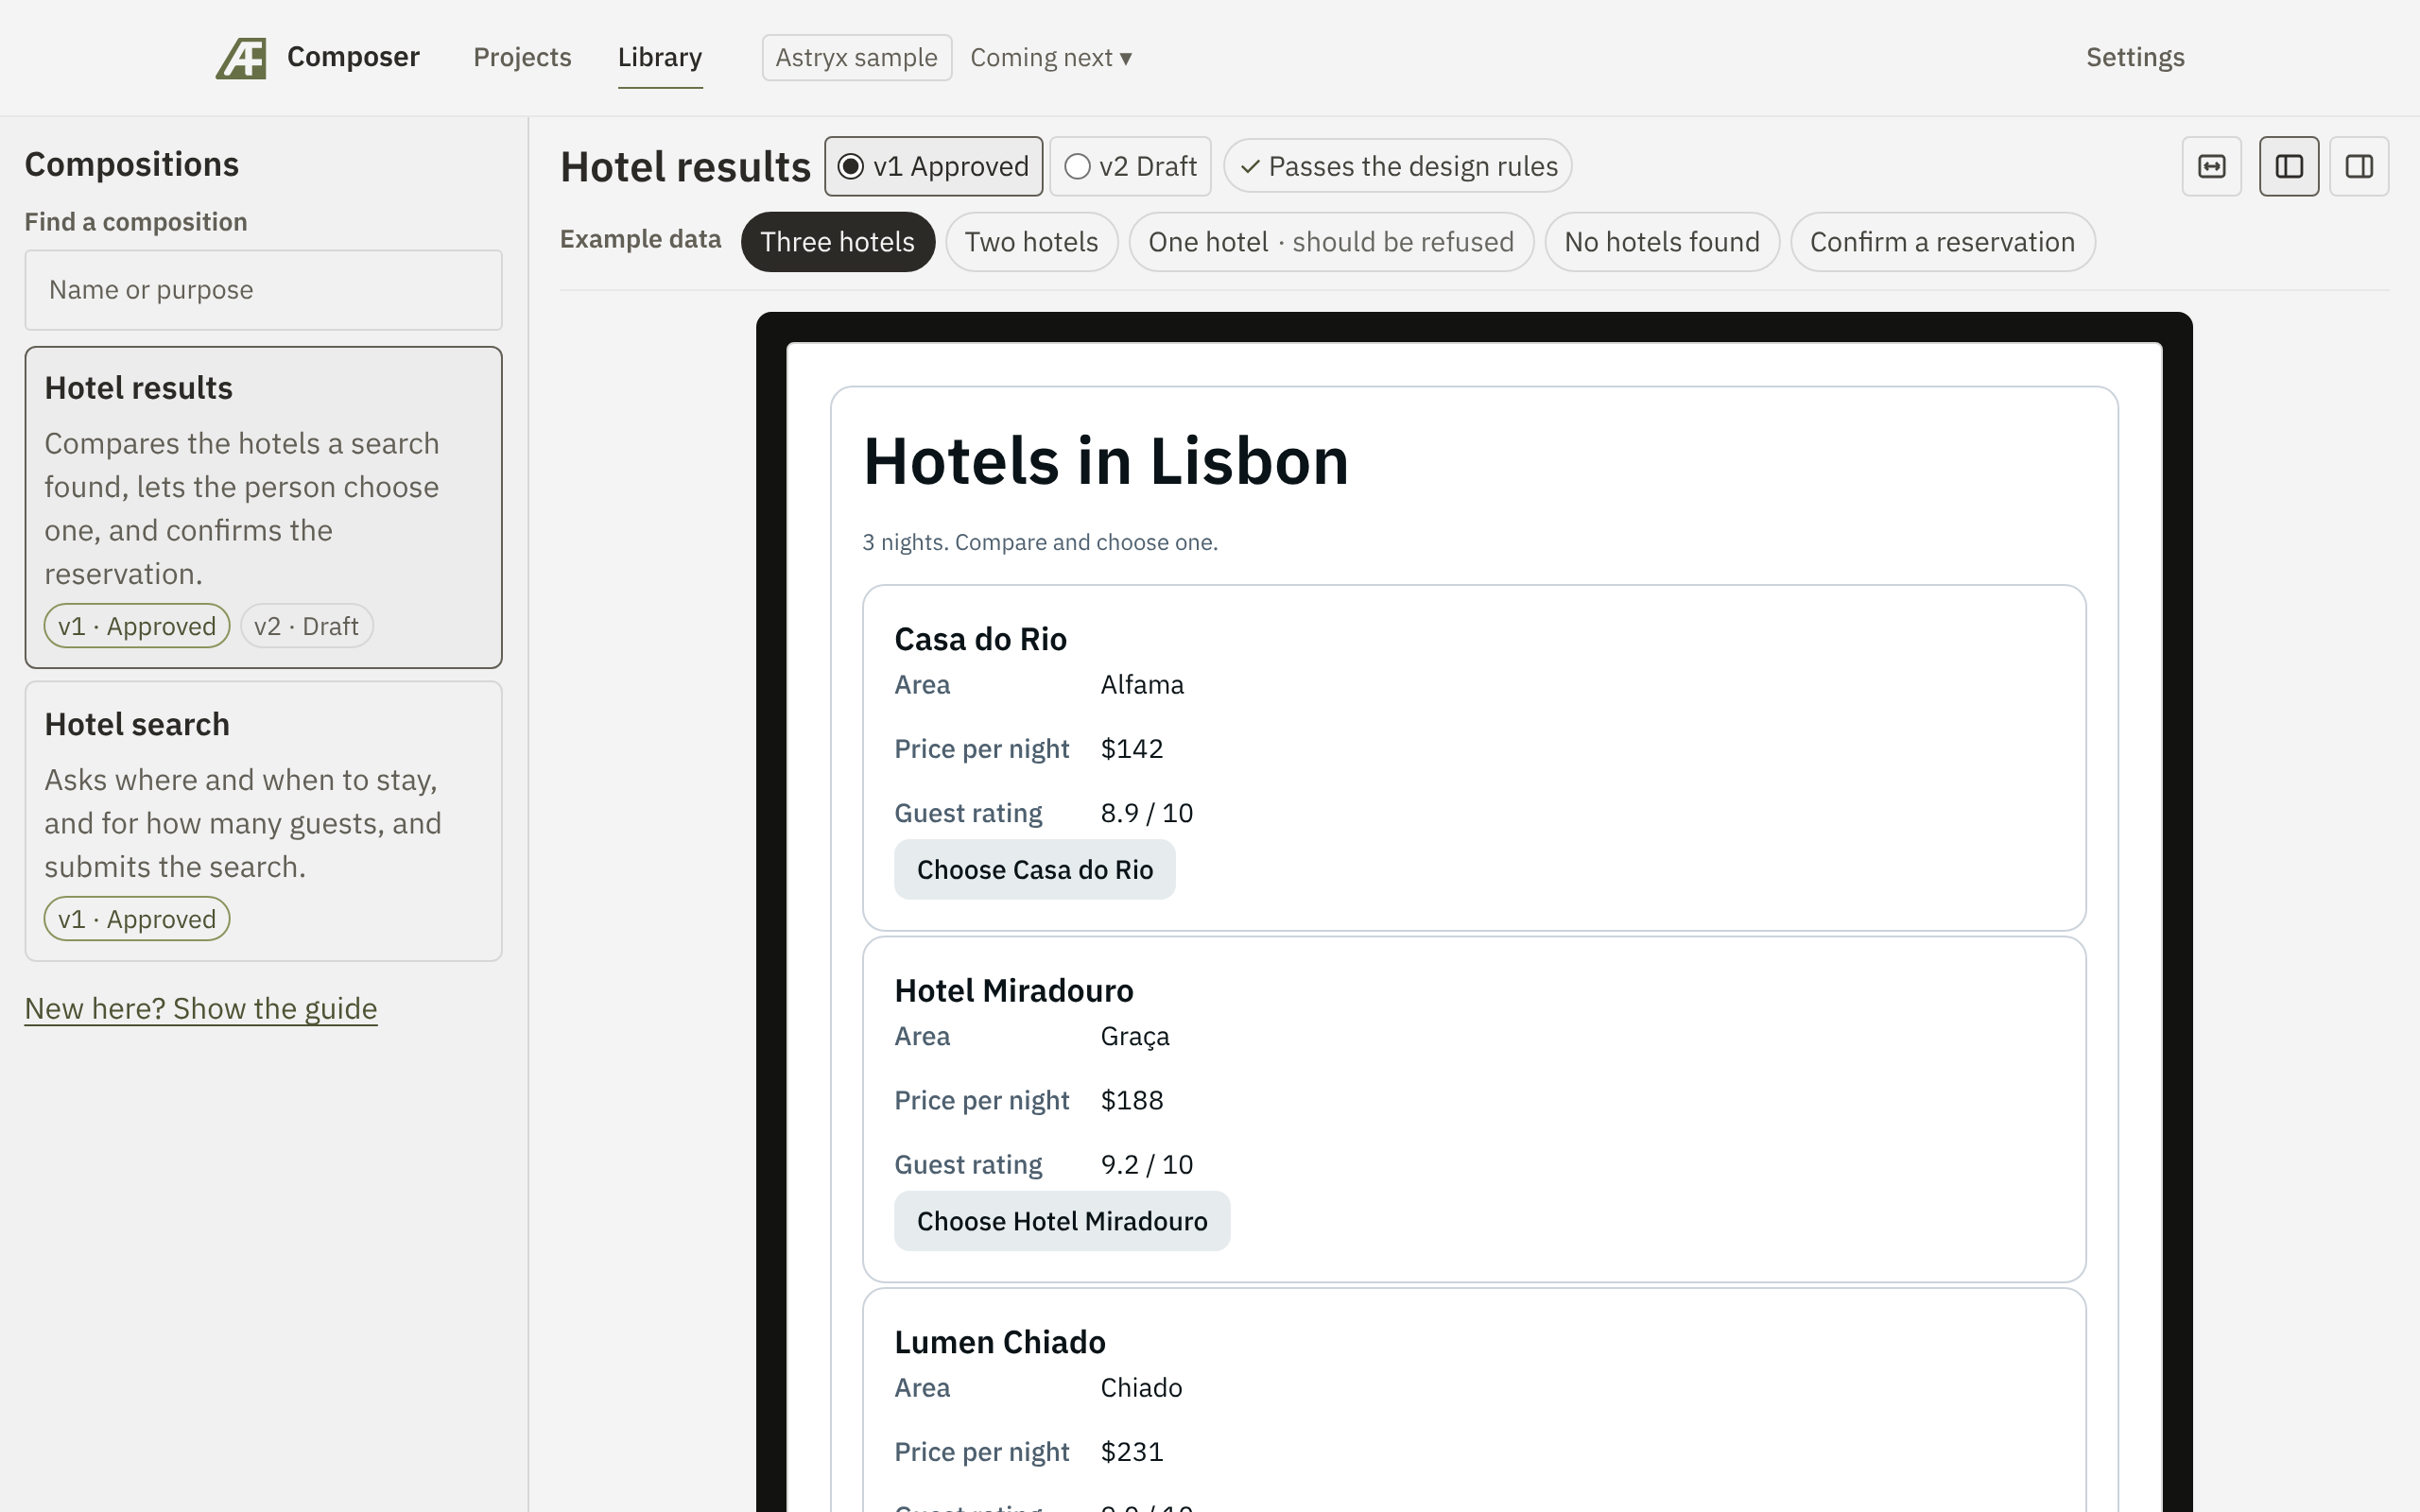 Composer
Projects
Library
Astryx sample
Coming next ▾
Settings
Compositions
Find a composition
Name or purpose
Hotel results
Compares the hotels a search
found, lets the person choose
one, and confirms the
reservation.
v1 · Approved
v2 · Draft
Hotel search
Asks where and when to stay,
and for how many guests, and
submits the search.
v1 · Approved
New here? Show the guide
Hotel results
v1 Approved
v2 Draft
✓ Passes the design rules
Example data
Three hotels
Two hotels
One hotel · should be refused
No hotels found
Confirm a reservation
Hotels in Lisbon
3 nights. Compare and choose one.
Casa do Rio
Area Alfama
Price per night $142
Guest rating 8.9 / 10
Choose Casa do Rio
Hotel Miradouro
Area Graça
Price per night $188
Guest rating 9.2 / 10
Choose Hotel Miradouro
Lumen Chiado
Area Chiado
Price per night $231